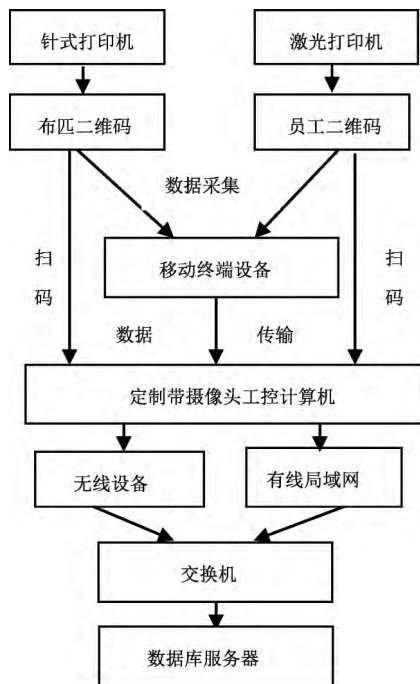 针式打印机
激光打印机
布匹二维码
员工二维码
数据采集
移动终端设备
扫
码
扫
码
数据
传输
定制带摄像头工控计算机
无线设备
有线局域网
交换机
数据库服务器